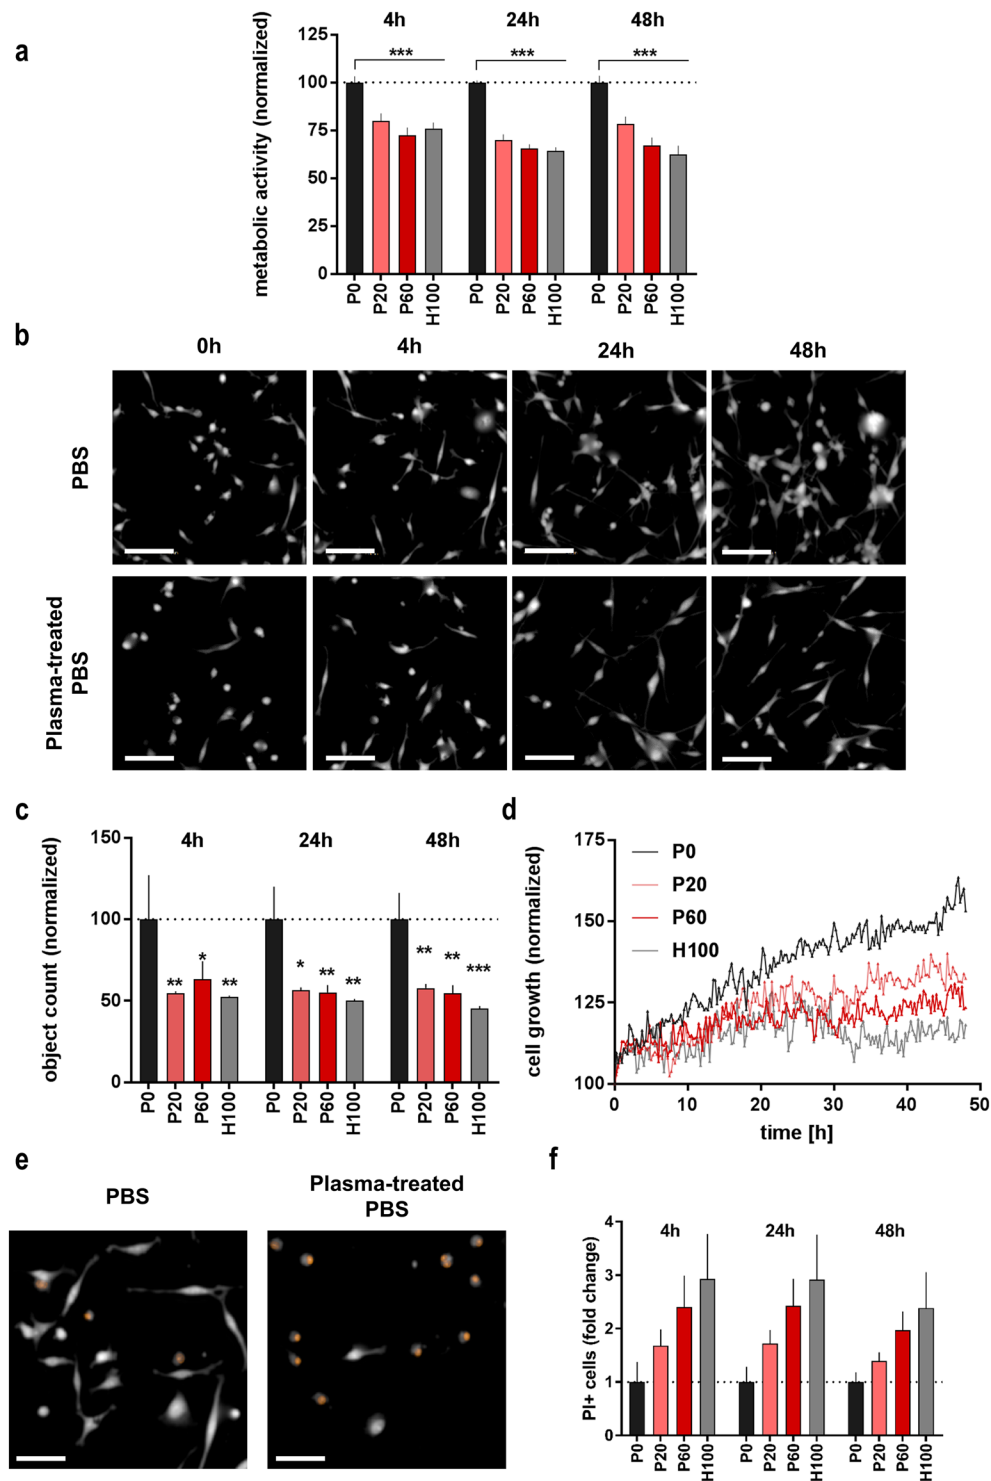 a
4h 24h 48h
metabolic activity (normalized)
125
100
75
50
25
0
*** *** ***
P0 P20 P60 H100 P0 P20 P60 H100 P0 P20 P60 H100
b
0h 4h 24h 48h
PBS
Plasma-treated
PBS
c
4h 24h 48h
object count (normalized)
150
100
50
0
** * ** * ** ** ** ** ***
P0 P20 P60 H100 P0 P20 P60 H100 P0 P20 P60 H100
d
cell growth (normalized)
175
150
125
100
P0
P20
P60
H100
0 10 20 30 40 50
time [h]
e
PBS
Plasma-treated
PBS
f
4h 24h 48h
PI+ cells (fold change)
4
3
2
1
0
P0 P20 P60 H100 P0 P20 P60 H100 P0 P20 P60 H100